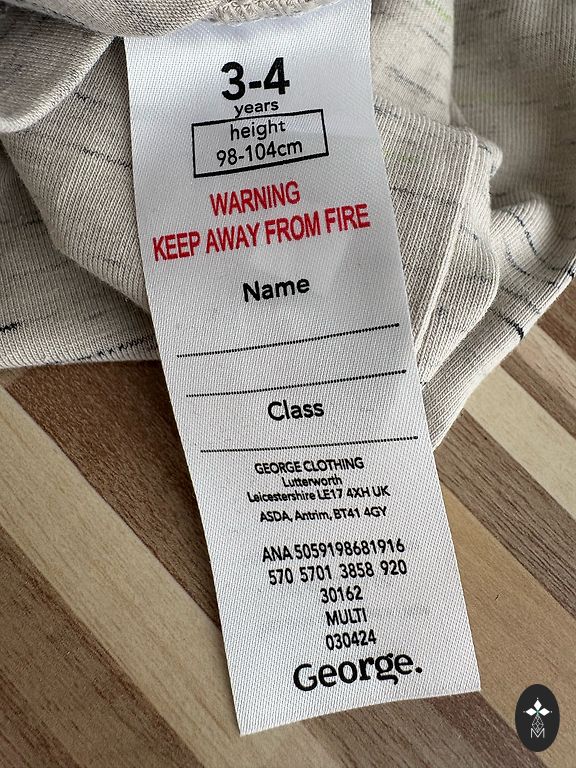 3-4
years
height
98-104cm
WARNING
KEEP AWAY FROM FIRE
Name
Class
GEORGE CLOTHING
Lutterworth
Leicestershire LE17 4XH UK
ASDA, Antrim, BT41 4GY
ANA 5059198681916
570 5701 3858 920
30162
MULTI
030424
George.
M